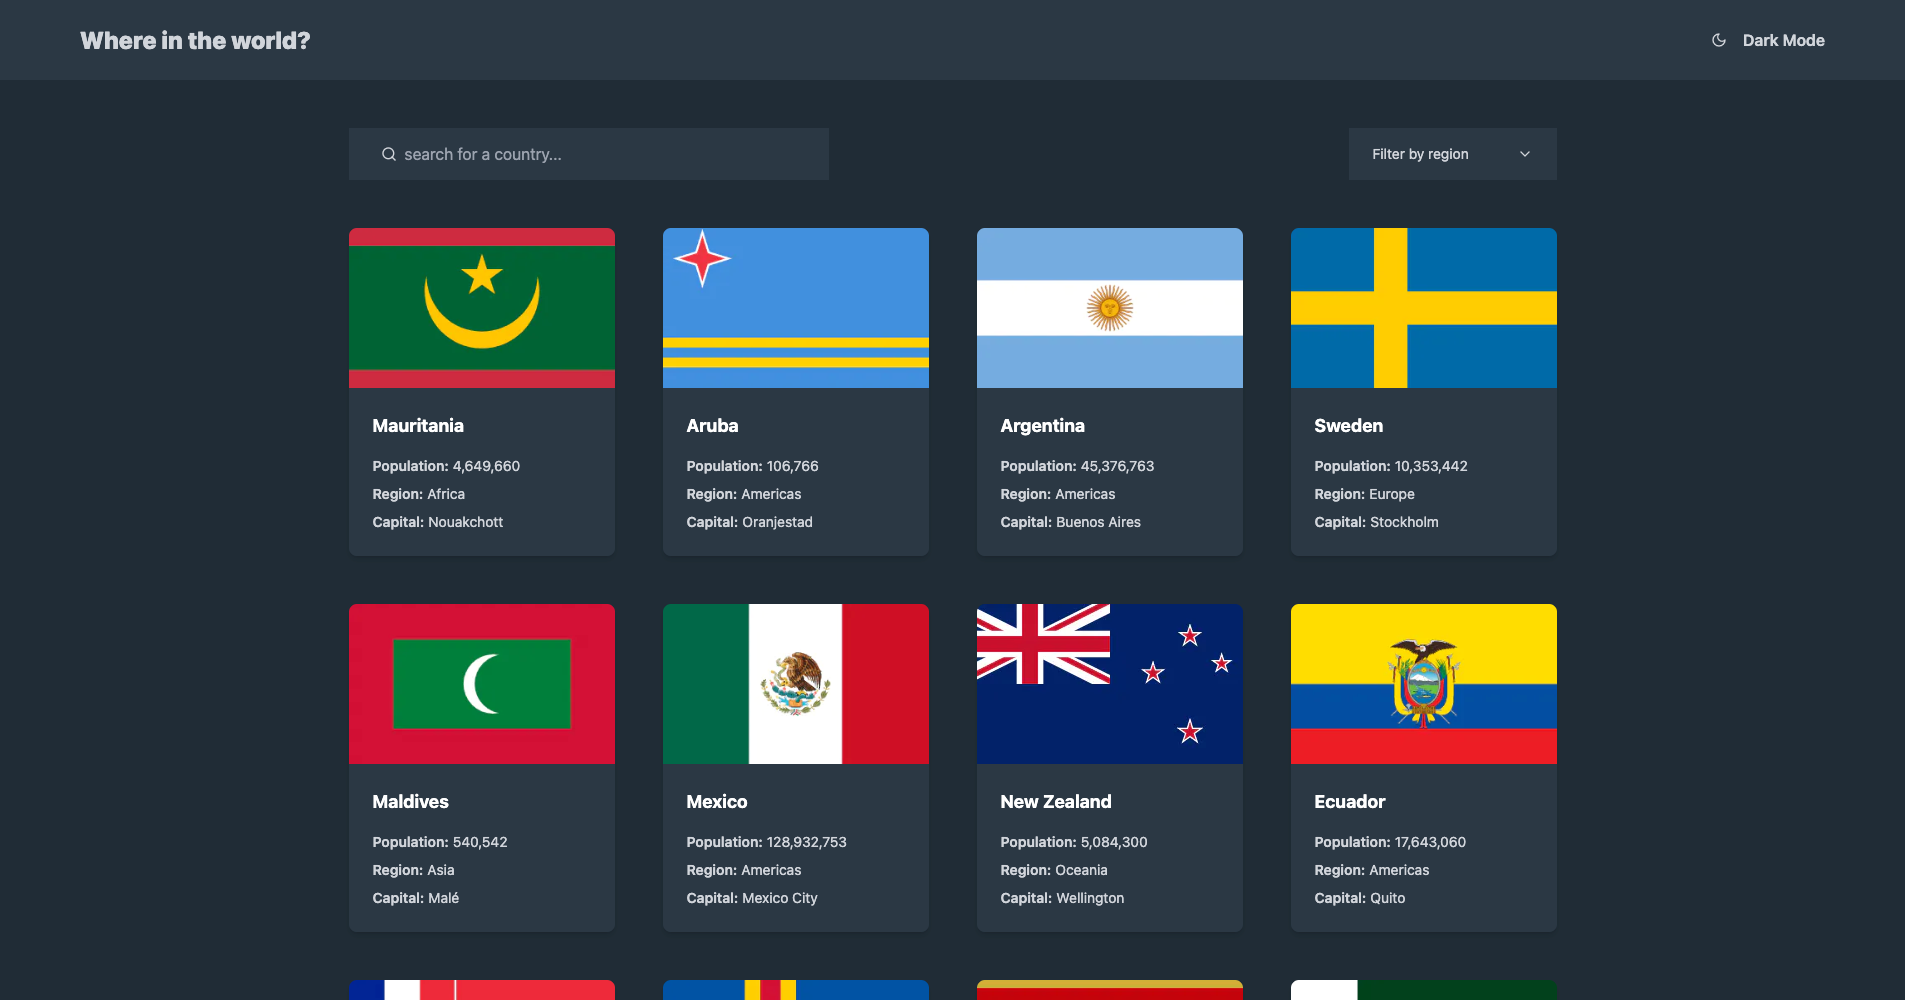 Where in the world?
Dark Mode
search for a country...
Filter by region
Mauritania
Population: 4,649,660
Region: Africa
Capital: Nouakchott
Aruba
Population: 106,766
Region: Americas
Capital: Oranjestad
Argentina
Population: 45,376,763
Region: Americas
Capital: Buenos Aires
Sweden
Population: 10,353,442
Region: Europe
Capital: Stockholm
Maldives
Population: 540,542
Region: Asia
Capital: Malé
Mexico
Population: 128,932,753
Region: Americas
Capital: Mexico City
New Zealand
Population: 5,084,300
Region: Oceania
Capital: Wellington
Ecuador
Population: 17,643,060
Region: Americas
Capital: Quito